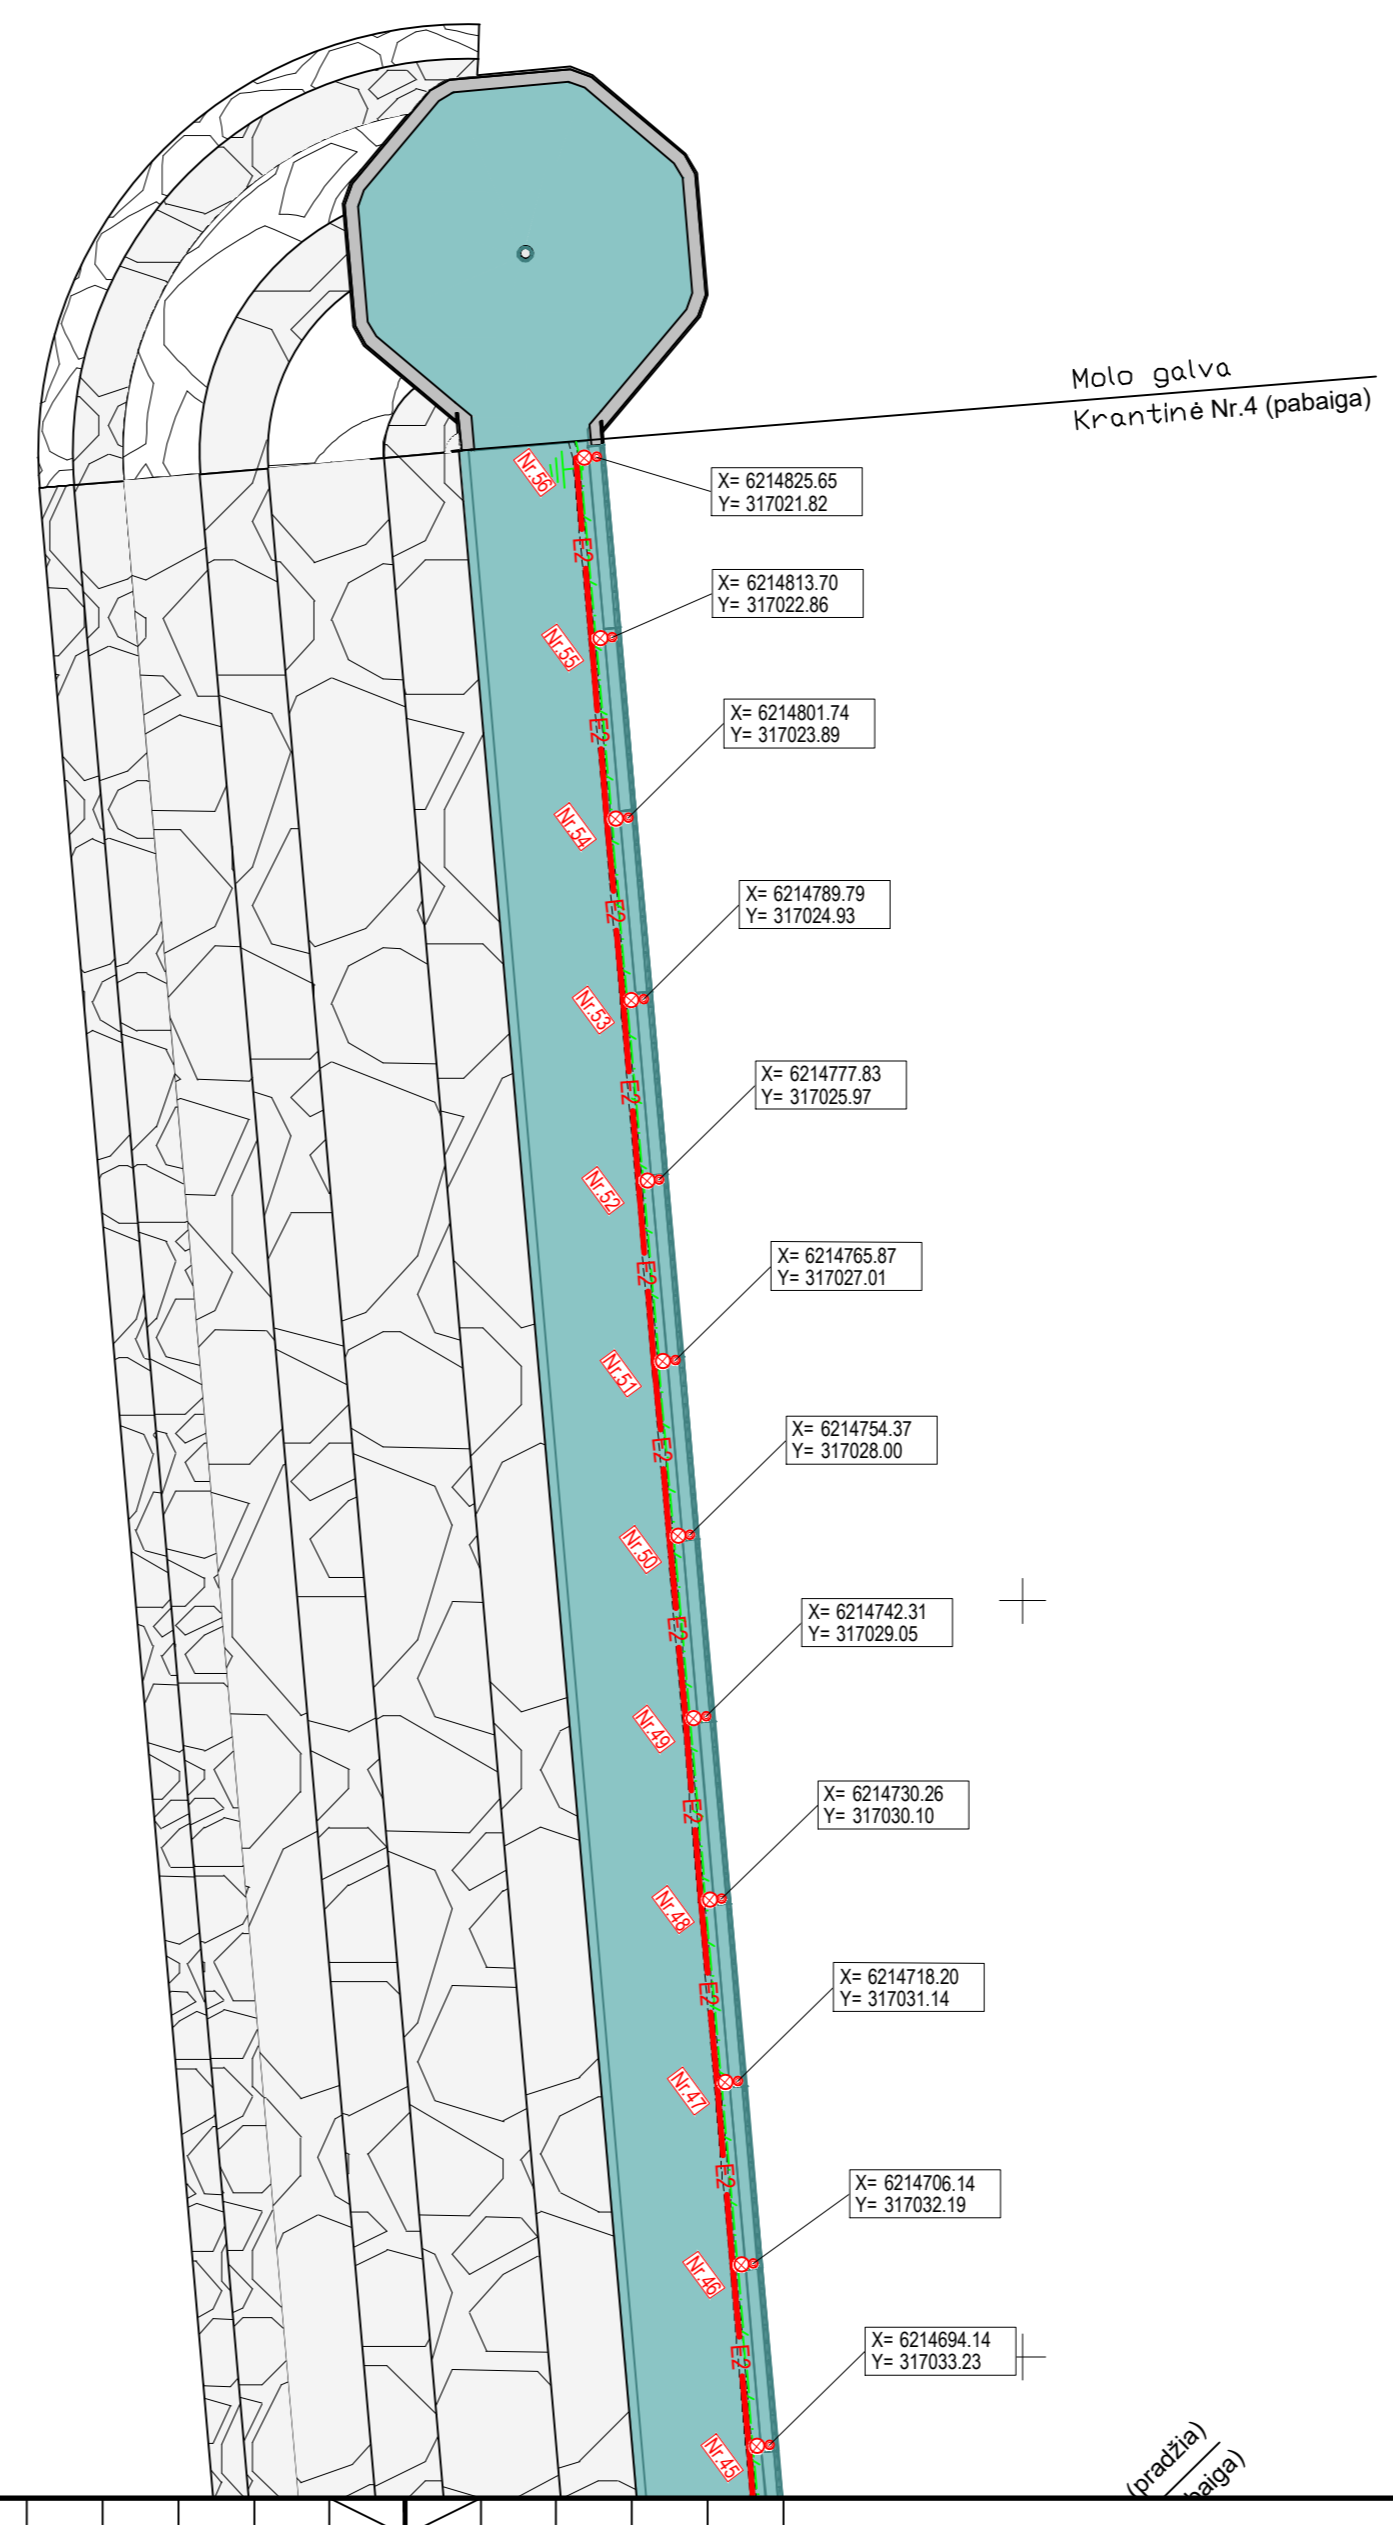 Molo galva
Krantinė Nr.4 (pabaiga)
Nr.56
X= 6214825.65
Y= 317021.82
E2
X= 6214813.70
Y= 317022.86
Nr.55
X= 6214801.74
Y= 317023.89
E2
Nr.54
X= 6214789.79
Y= 317024.93
E2
Nr.53
X= 6214777.83
Y= 317025.97
E2
Nr.52
X= 6214765.87
Y= 317027.01
E2
Nr.51
X= 6214754.37
Y= 317028.00
E2
Nr.50
X= 6214742.31
Y= 317029.05
E2
Nr.49
X= 6214730.26
Y= 317030.10
E2
Nr.48
X= 6214718.20
Y= 317031.14
E2
Nr.47
X= 6214706.14
Y= 317032.19
E2
Nr.46
X= 6214694.14
Y= 317033.23
E2
Nr.45
(pradžia)
baiga)